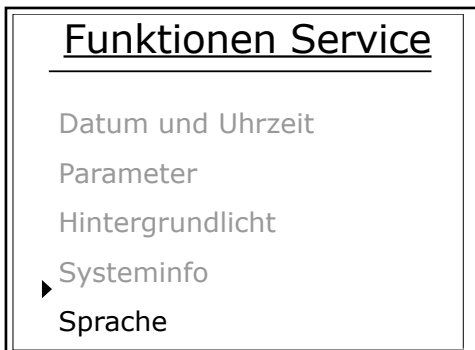 Funktionen Service
Datum und Uhrzeit
Parameter
Hintergrundlicht
Systeminfo
Sprache